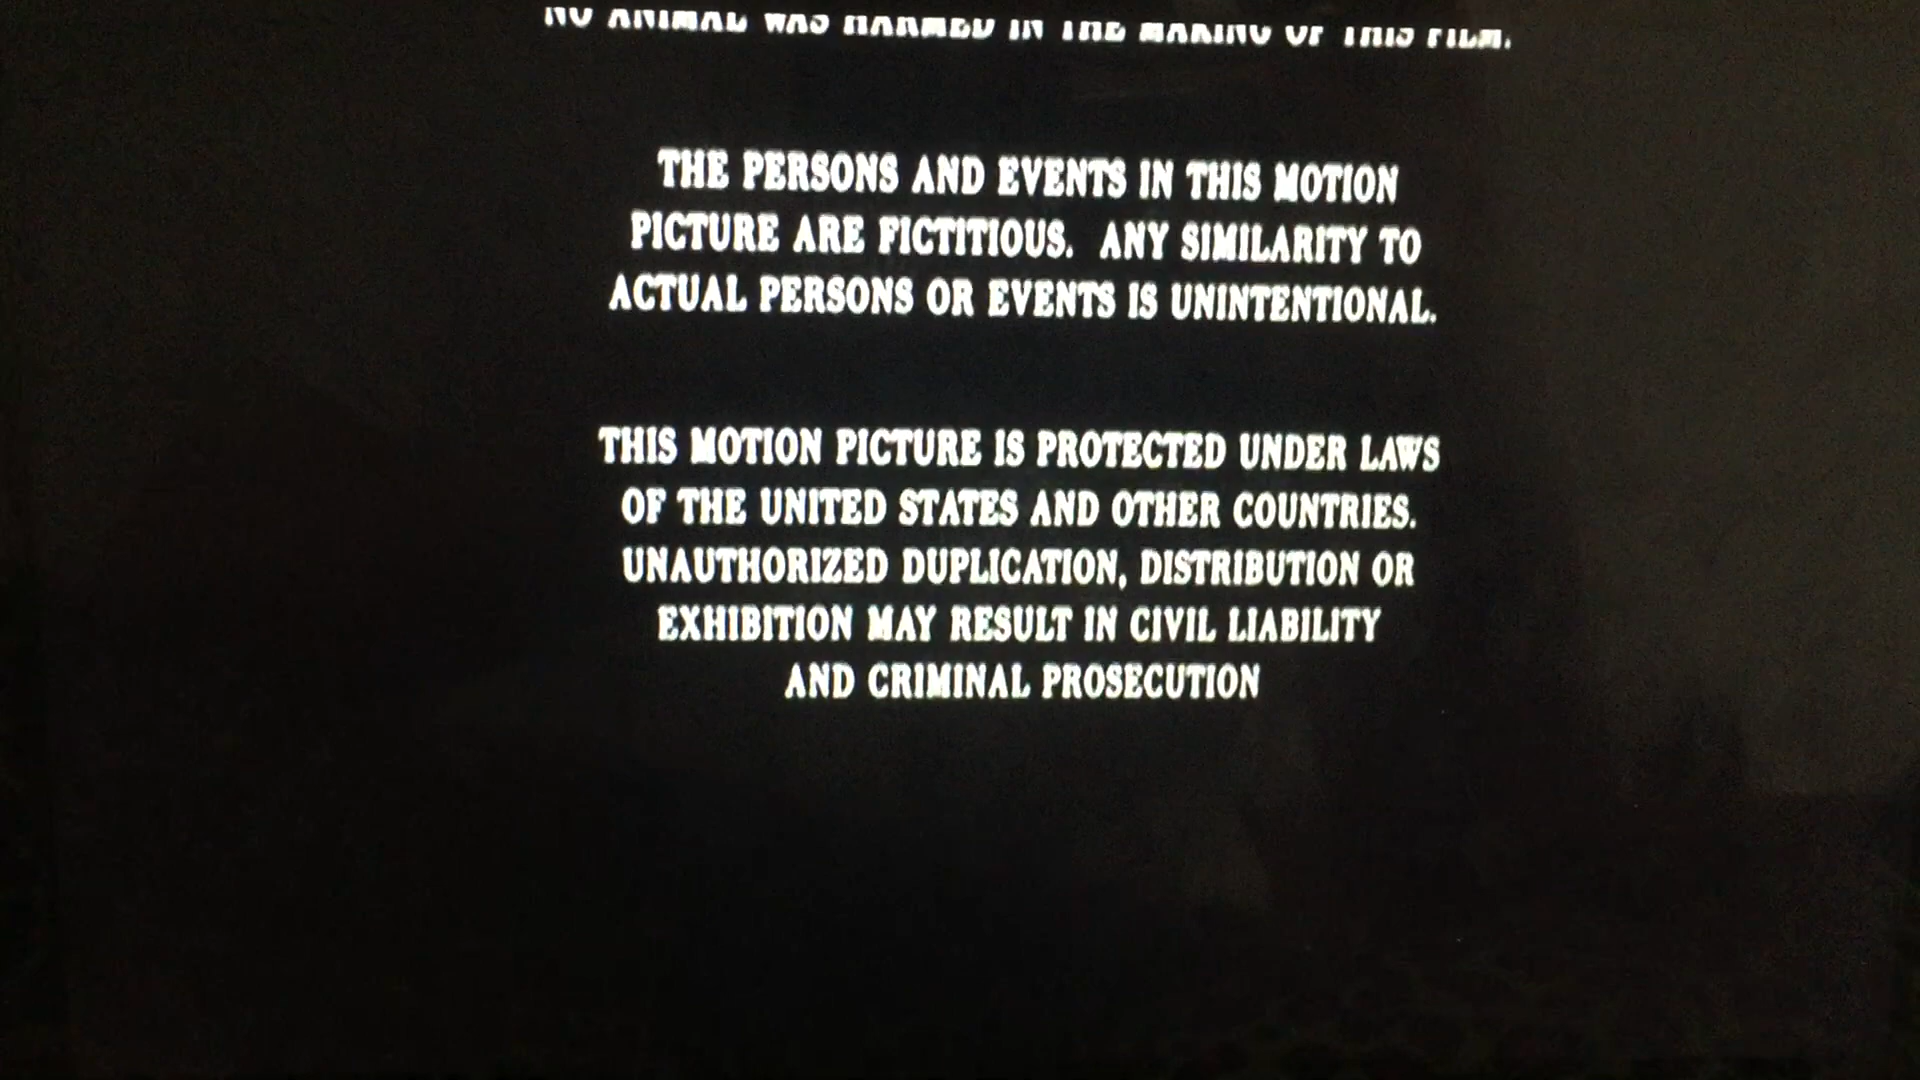 NO ANIMAL WAS HARMED IN THE MAKING OF THIS FILM.
THE PERSONS AND EVENTS IN THIS MOTION
PICTURE ARE FICTITIOUS. ANY SIMILARITY TO
ACTUAL PERSONS OR EVENTS IS UNINTENTIONAL.
THIS MOTION PICTURE IS PROTECTED UNDER LAWS
OF THE UNITED STATES AND OTHER COUNTRIES.
UNAUTHORIZED DUPLICATION, DISTRIBUTION OR
EXHIBITION MAY RESULT IN CIVIL LIABILITY
AND CRIMINAL PROSECUTION